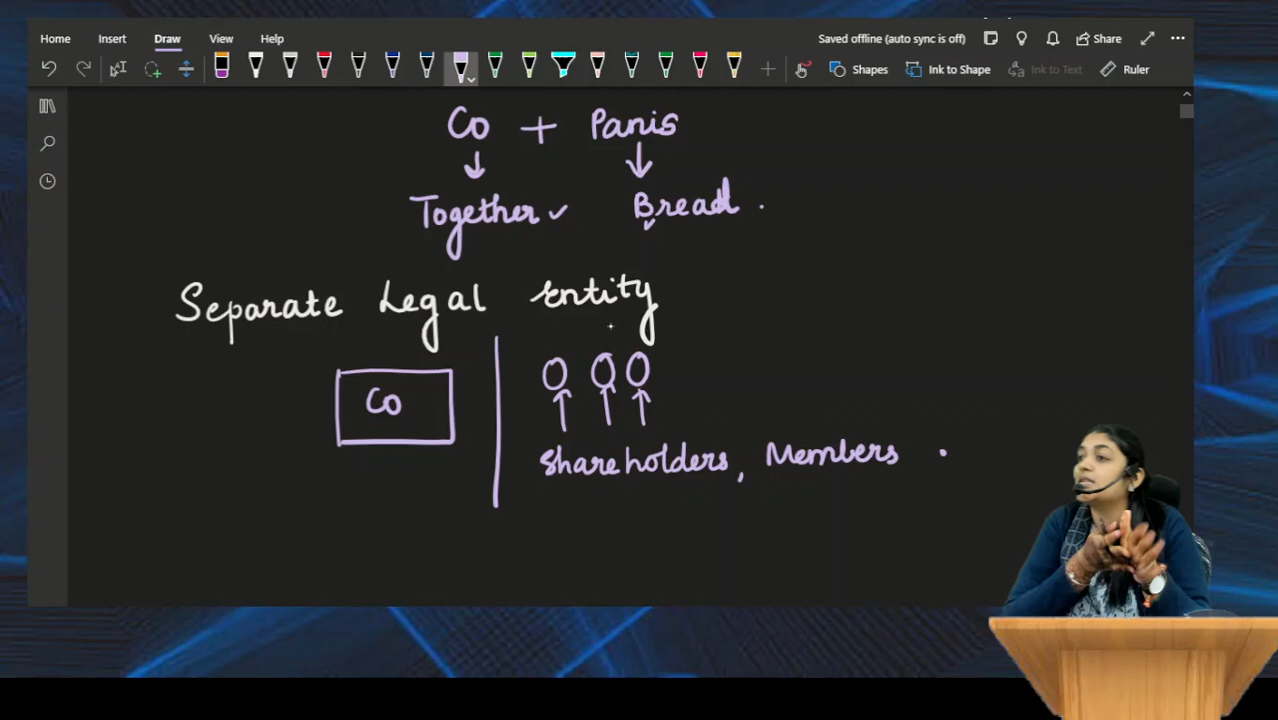 Home Insert Draw View Help Saved offline (auto sync is off) Share
Shapes Ink to Shape Ink to Text Ruler
Co + Panis
Together ✓ Bread .
Separate Legal entity
Co
Shareholders, Members .